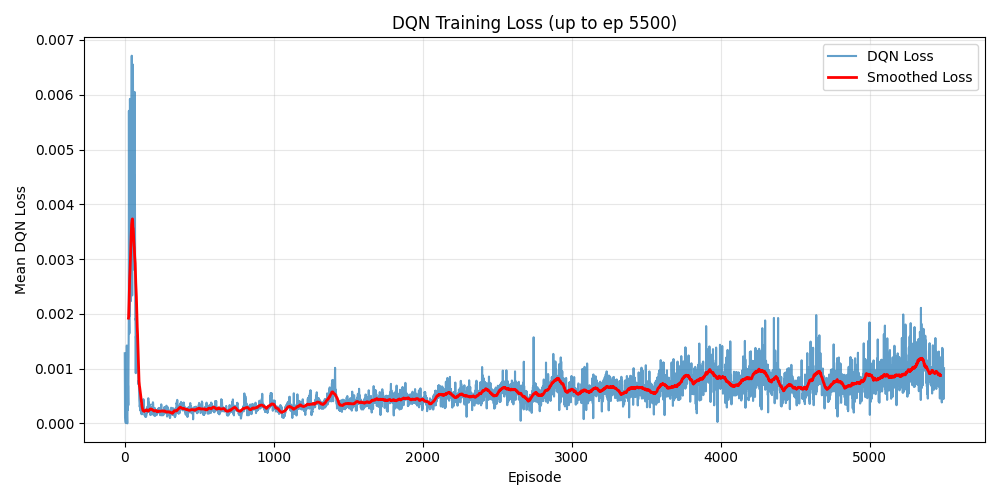 DQN Training Loss (up to ep 5500)
DQN Loss
Smoothed Loss
Mean DQN Loss
0.007
0.006
0.005
0.004
0.003
0.002
0.001
0.000
0 1000 2000 3000 4000 5000
Episode